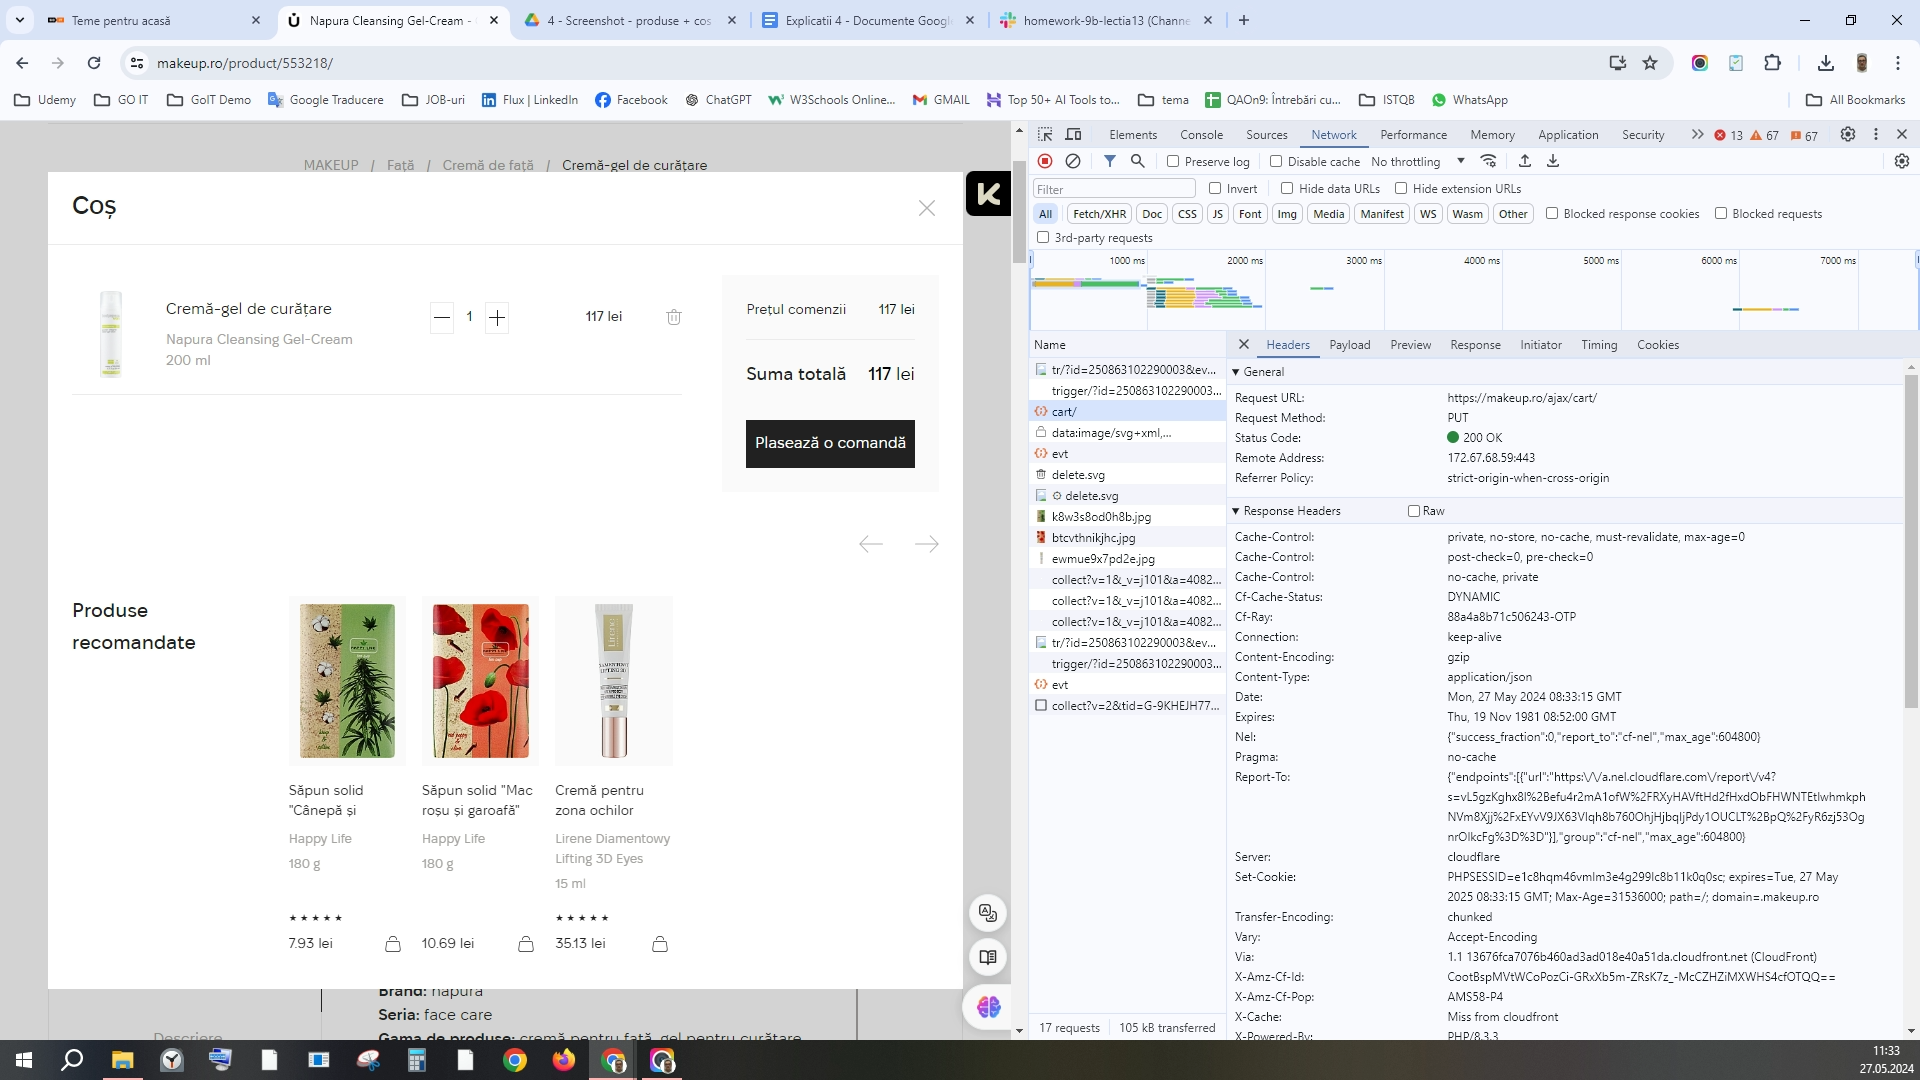 Teme pentru acasă
Napura Cleansing Gel-Cream -
4 - Screenshot - produse + cos
Explicatii 4 - Documente Google
homework-9b-lectia13 (Channe
makeup.ro/product/553218/
Udemy
GO IT
GoIT Demo
Google Traducere
JOB-uri
Flux | LinkedIn
Facebook
ChatGPT
W3Schools Online...
GMAIL
Top 50+ AI Tools to...
tema
QAOn9: Întrebări cu...
ISTQB
WhatsApp
All Bookmarks
MAKEUP / Față / Cremă de față / Cremă-gel de curățare
Coș
Cremă-gel de curățare
Napura Cleansing Gel-Cream
200 ml
1
117 lei
Prețul comenzii 117 lei
Suma totală 117 lei
Plasează o comandă
Produse
recomandate
Săpun solid
"Cânepă și
Happy Life
180 g
7.93 lei
Săpun solid "Mac
roșu și garoafă"
Happy Life
180 g
10.69 lei
Cremă pentru
zona ochilor
Lirene Diamentowy
Lifting 3D Eyes
15 ml
35.13 lei
Brand: napura
Seria: face care
Gama de produse: cremă pentru față, gel pentru curățare
Descriere
Elements Console Sources Network Performance Memory Application Security
13 67 67
Preserve log Disable cache No throttling
Filter Invert Hide data URLs Hide extension URLs
All Fetch/XHR Doc CSS JS Font Img Media Manifest WS Wasm Other Blocked response cookies Blocked requests
3rd-party requests
1000 ms 2000 ms 3000 ms 4000 ms 5000 ms 6000 ms 7000 ms
Name
tr/?id=250863102290003&ev...
trigger/?id=250863102290003...
cart/
data:image/svg+xml,...
evt
delete.svg
delete.svg
k8w3s8od0h8b.jpg
btcvthnikjhc.jpg
ewmue9x7pd2e.jpg
collect?v=1&_v=j101&a=4082...
collect?v=1&_v=j101&a=4082...
collect?v=1&_v=j101&a=4082...
tr/?id=250863102290003&ev...
trigger/?id=250863102290003...
evt
collect?v=2&tid=G-9KHEJH77...
17 requests 105 kB transferred
Headers Payload Preview Response Initiator Timing Cookies
General
Request URL: https://makeup.ro/ajax/cart/
Request Method: PUT
Status Code: 200 OK
Remote Address: 172.67.68.59:443
Referrer Policy: strict-origin-when-cross-origin
Response Headers Raw
Cache-Control: private, no-store, no-cache, must-revalidate, max-age=0
Cache-Control: post-check=0, pre-check=0
Cache-Control: no-cache, private
Cf-Cache-Status: DYNAMIC
Cf-Ray: 88a4a8b71c506243-OTP
Connection: keep-alive
Content-Encoding: gzip
Content-Type: application/json
Date: Mon, 27 May 2024 08:33:15 GMT
Expires: Thu, 19 Nov 1981 08:52:00 GMT
Nel: {"success_fraction":0,"report_to":"cf-nel","max_age":604800}
Pragma: no-cache
Report-To: {"endpoints":[{"url":"https:\/\/a.nel.cloudflare.com\/report\/v4?
s=vL5gzKghx8I%2Befu4r2mA1ofW%2FRXyHAVftHd2fHxdObFHWNTEtlwhmkph
NVm8Xjj%2FxEYvV9JX63VIqh8b760OhjHjbqIjPdy1OUCLT%2BpQ%2FyR6zj53Og
nrOlkcFg%3D%3D"}],"group":"cf-nel","max_age":604800}
Server: cloudflare
Set-Cookie: PHPSESSID=e1c8hqm46vmlm3e4g299lc8b11k0q0sc; expires=Tue, 27 May
2025 08:33:15 GMT; Max-Age=31536000; path=/; domain=.makeup.ro
Transfer-Encoding: chunked
Vary: Accept-Encoding
Via: 1.1 13676fca7076b460ad3ad018e40a51da.cloudfront.net (CloudFront)
X-Amz-Cf-Id: CootBspMVtWCoPozCi-GRxXb5m-ZRsK7z_-McCZHZiMXWHS4cfOTQQ==
X-Amz-Cf-Pop: AMS58-P4
X-Cache: Miss from cloudfront
X-Powered-By: PHP/8.3.3
11:33
27.05.2024